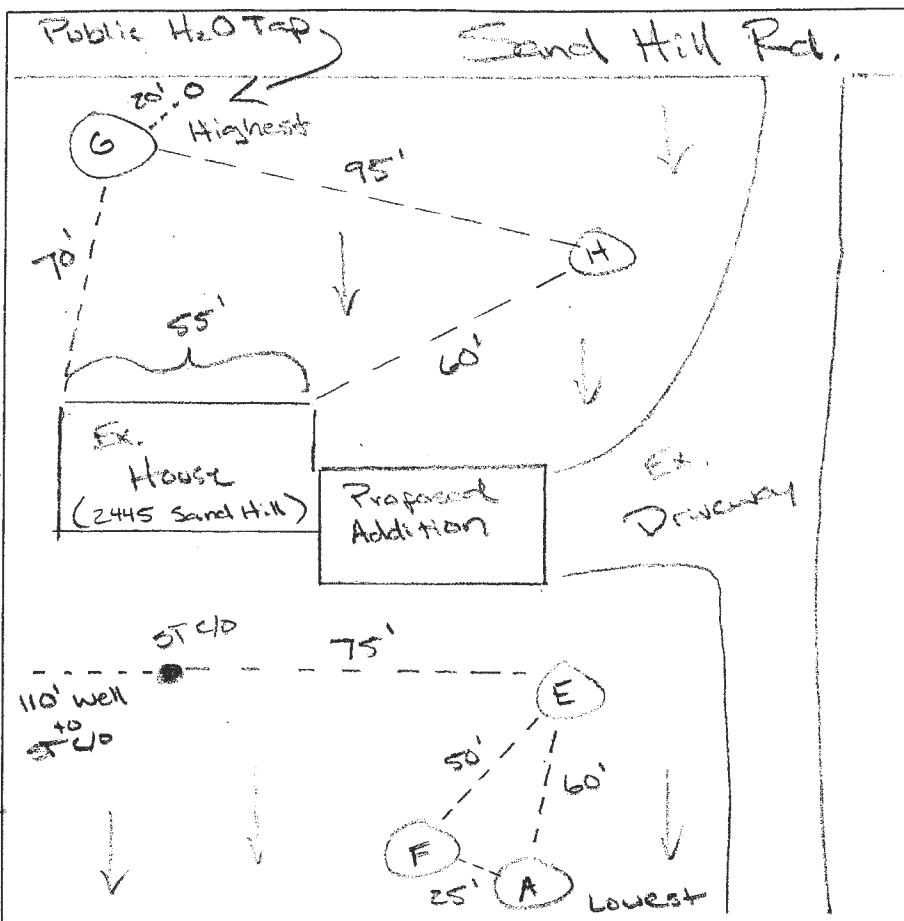 Public H2O Tap
Sand Hill Rd.
20'
Highest
G
95'
H
70'
55'
60'
Ex.
House
(2445 Sand Hill)
Proposed
Addition
Ex.
Driveway
ST C/O
75'
110' well
to
ST C/O
E
50'
60'
F
25'
A
Lowest